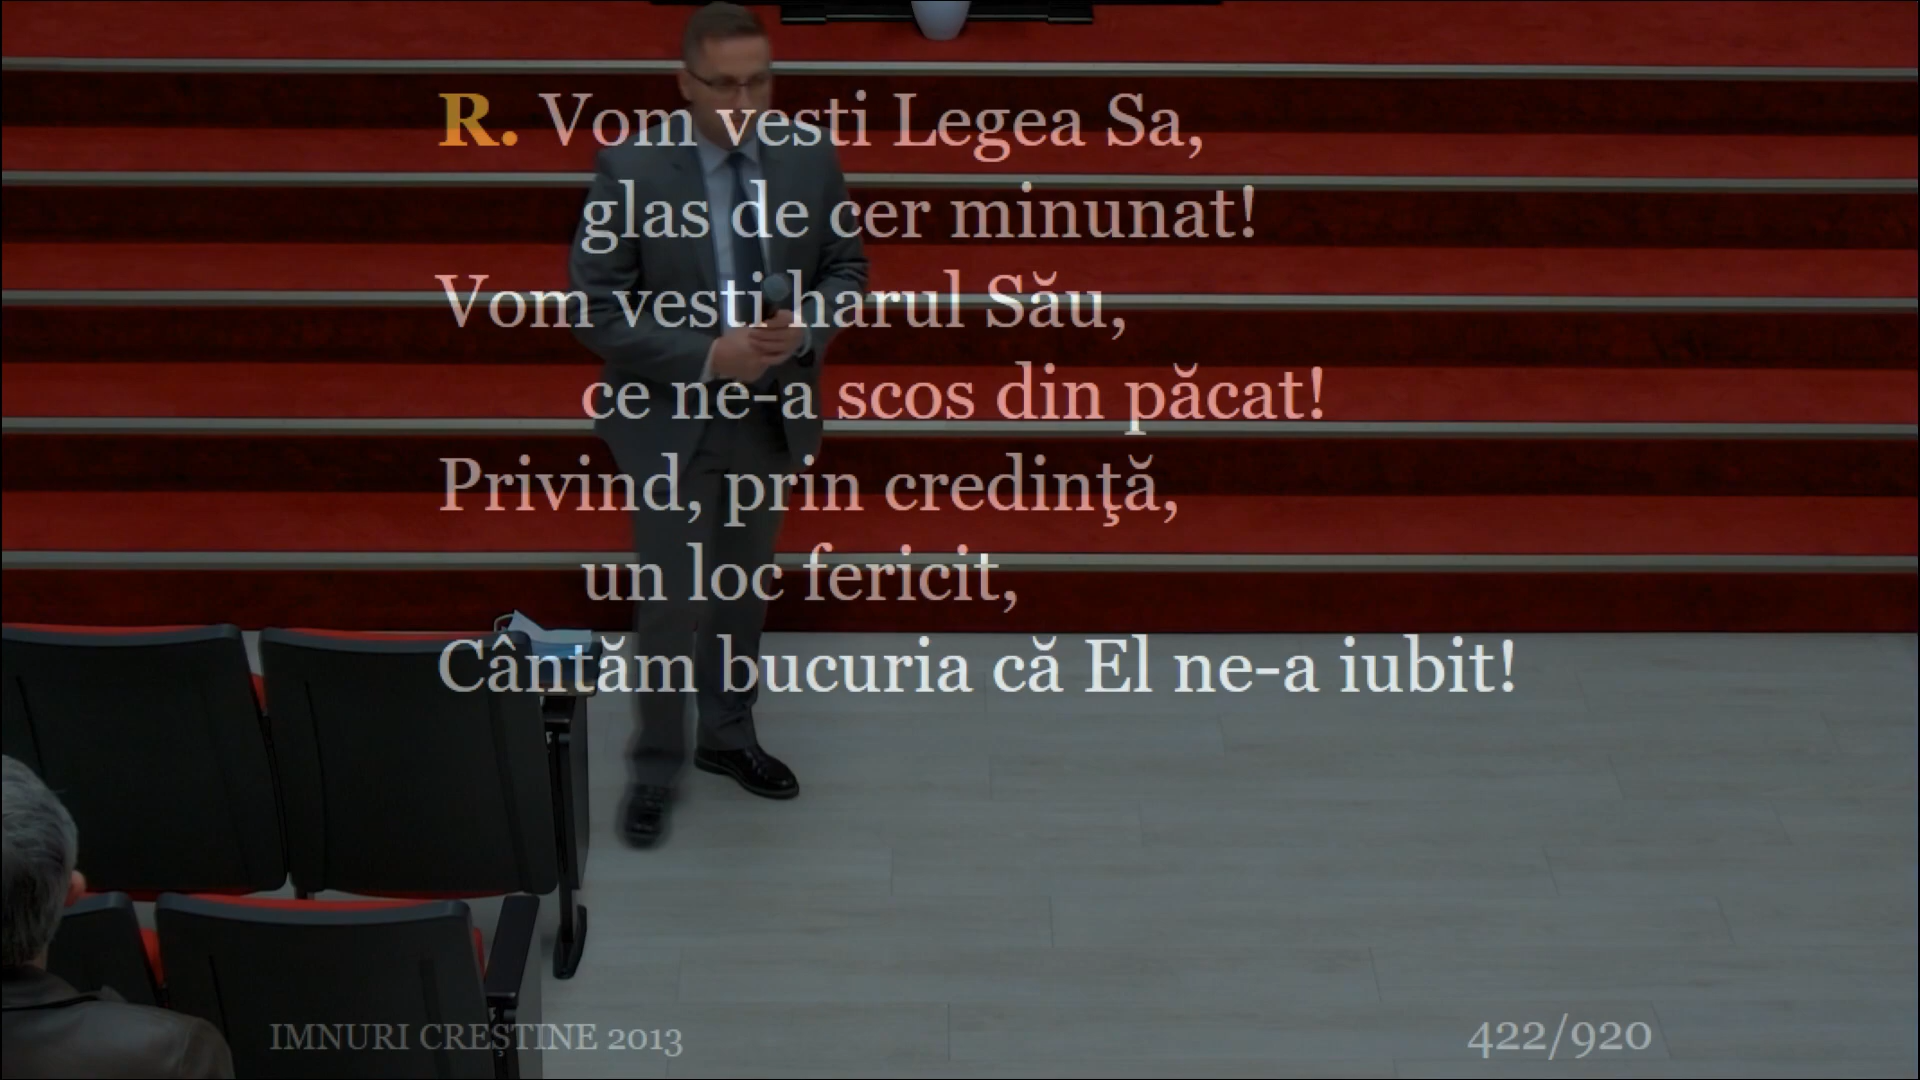 R. Vom vesti Legea Sa,
glas de cer minunat!
Vom vesti harul Său,
ce ne-a scos din păcat!
Privind, prin credinţă,
un loc fericit,
Cântăm bucuria că El ne-a iubit!
IMNURI CREȘTINE 2013
422/920